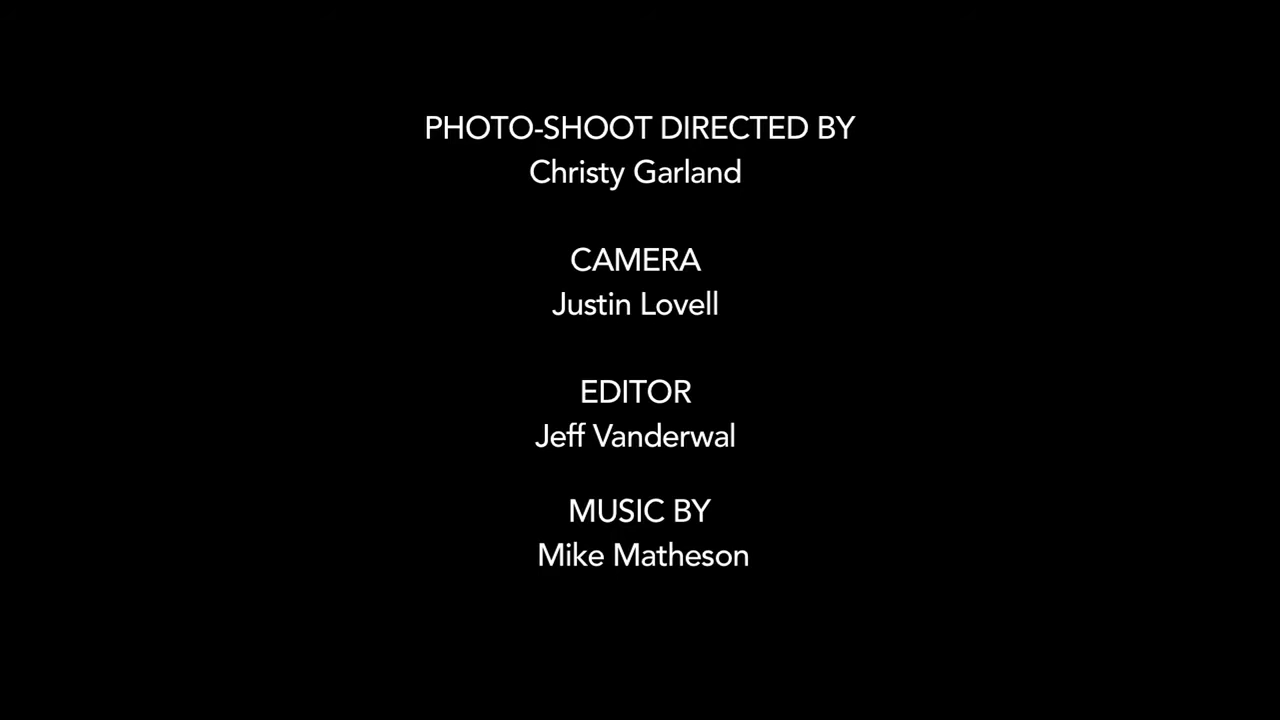 PHOTO-SHOOT DIRECTED BY
Christy Garland
CAMERA
Justin Lovell
EDITOR
Jeff Vanderwal
MUSIC BY
Mike Matheson